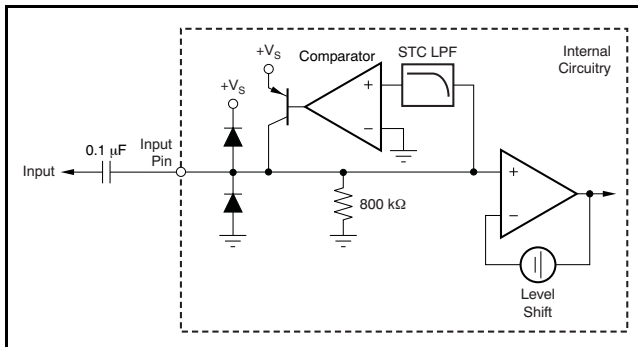 +VS
Comparator
STC LPF
Internal
Circuitry
+VS
+
−
0.1 μF
Input
Pin
Input
800 kΩ
+
−
Level
Shift